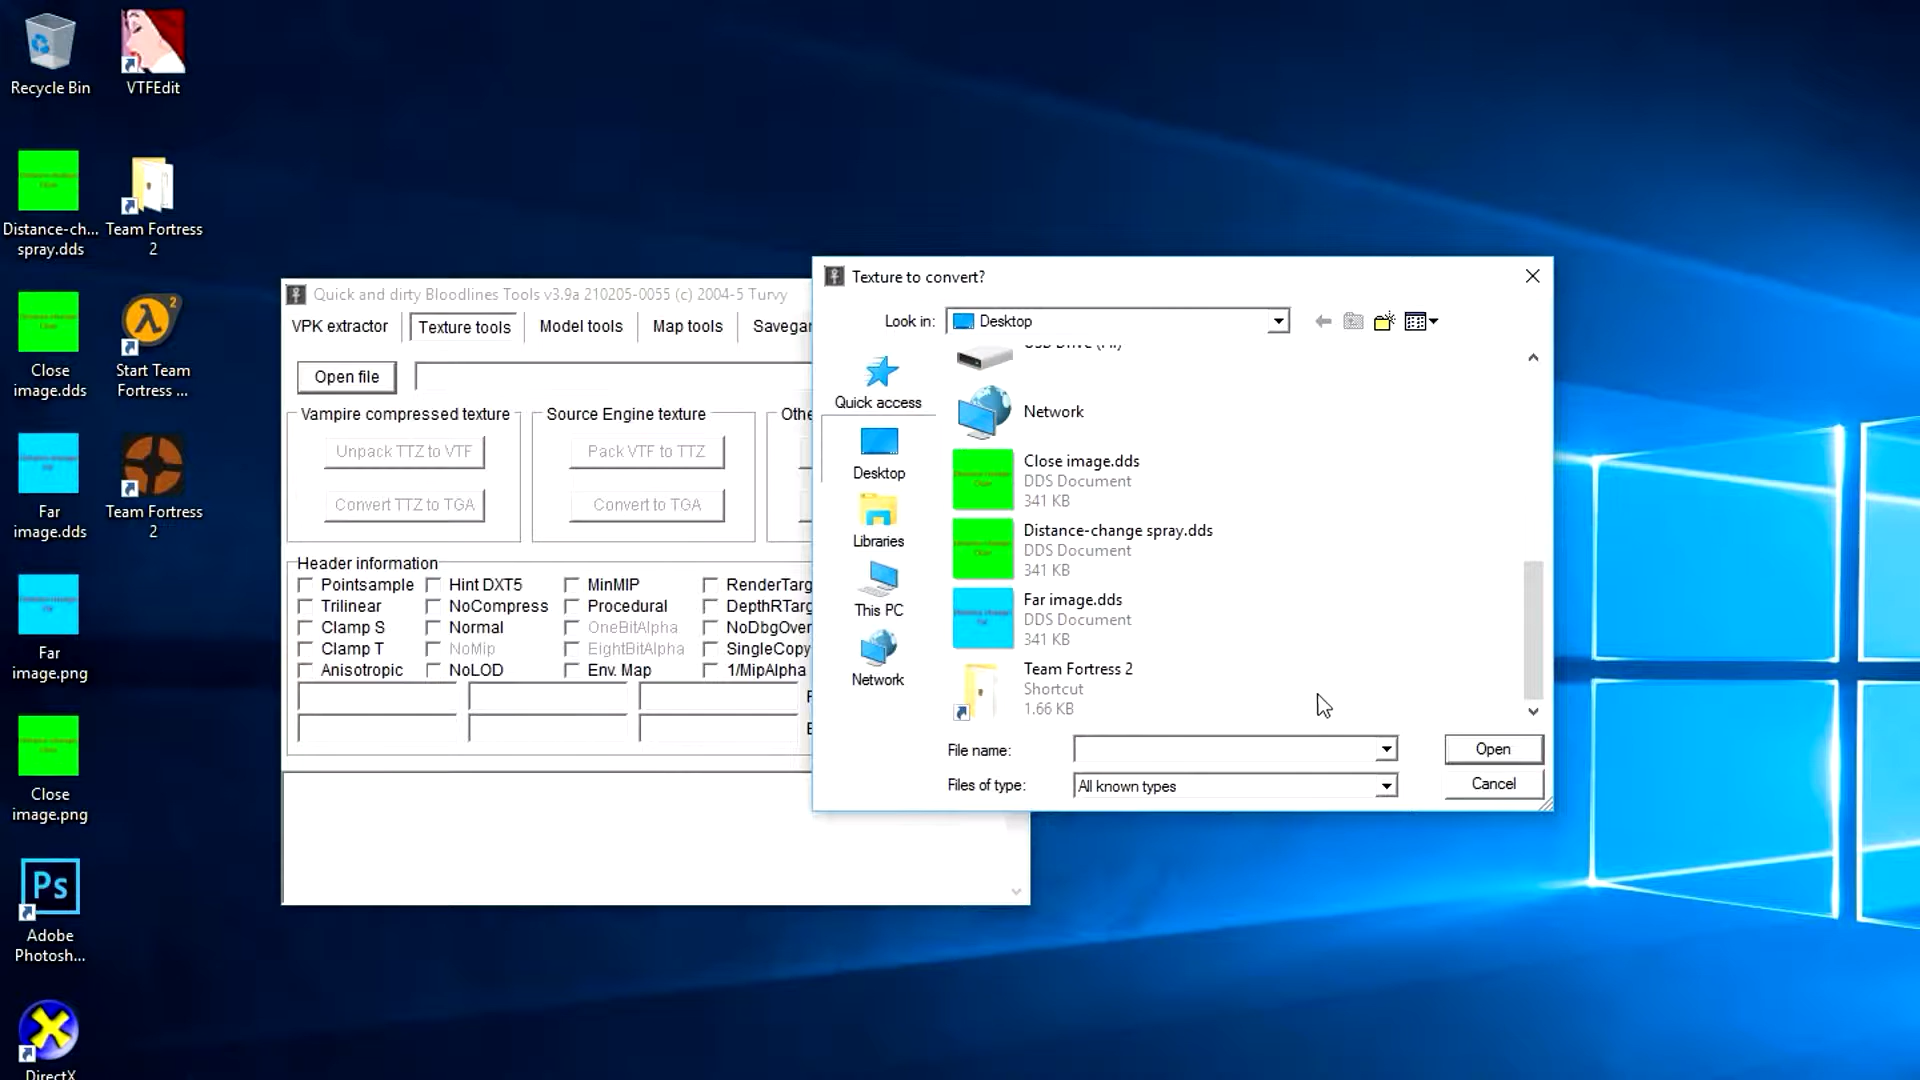 Recycle Bin
VTFEdit
Distance-ch...
spray.dds
Team Fortress
2
Close
image.dds
Start Team
Fortress ...
Far
image.dds
Team Fortress
2
Far
image.png
Close
image.png
Ps
Adobe
Photosh...
DirectX
Quick and dirty Bloodlines Tools v3.9a 210205-0055 (c) 2004-5 Turvy
VPK extractor
Texture tools
Model tools
Map tools
Savegar
Open file
Vampire compressed texture
Unpack TTZ to VTF
Convert TTZ to TGA
Source Engine texture
Pack VTF to TTZ
Convert to TGA
Othe
Header information
Pointsample
Hint DXT5
MinMIP
RenderTarg
Trilinear
NoCompress
Procedural
DepthRTarg
Clamp S
Normal
OneBitAlpha
NoDbgOver
Clamp T
NoMip
EightBitAlpha
SingleCopy
Anisotropic
NoLOD
Env. Map
1/MipAlpha
Texture to convert?
Look in:
Desktop
Quick access
Desktop
Libraries
This PC
Network
Network
Close image.dds
DDS Document
341 KB
Distance-change spray.dds
DDS Document
341 KB
Far image.dds
DDS Document
341 KB
Team Fortress 2
Shortcut
1.66 KB
File name:
Open
Files of type:
All known types
Cancel